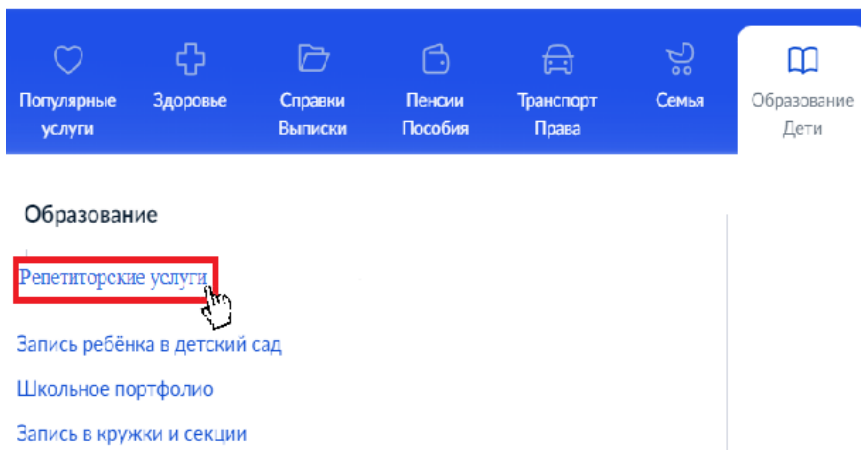 Популярные услуги
Здоровье
Справки Выписки
Пенсии Пособия
Транспорт Права
Семья
Образование Дети
Образование
Репетиторские услуги
Запись ребёнка в детский сад
Школьное портфолио
Запись в кружки и секции